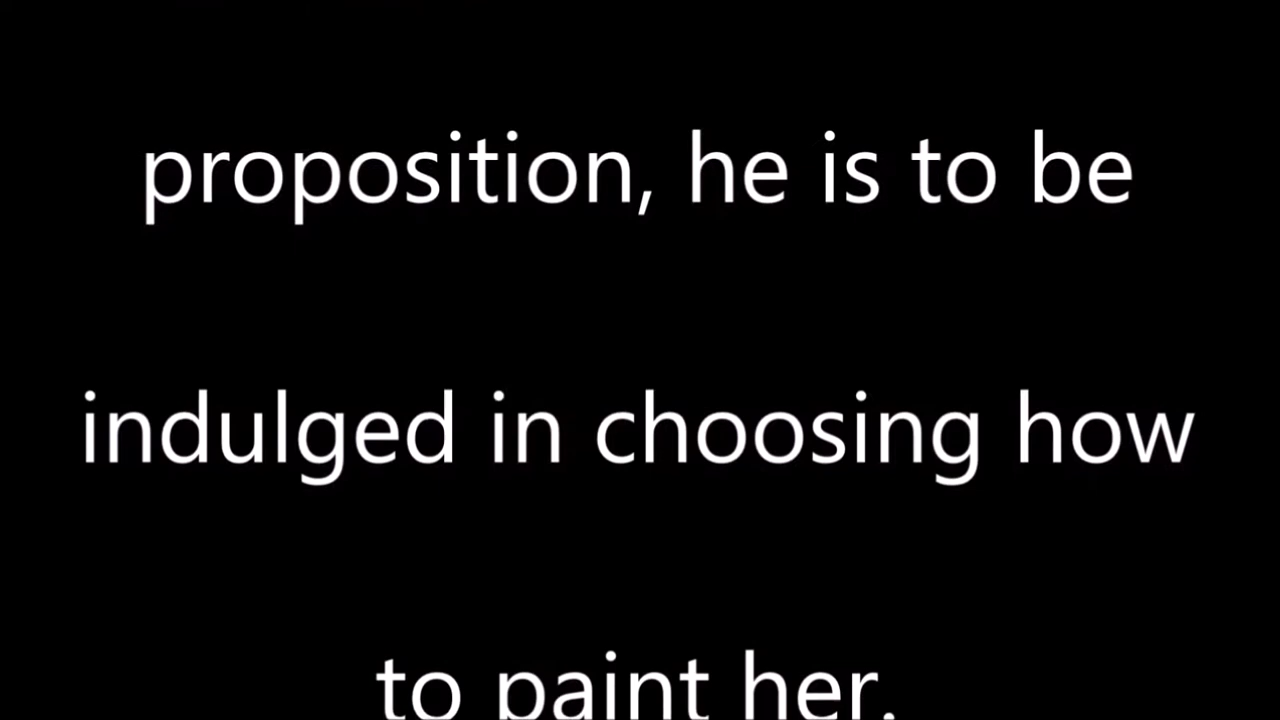 proposition, he is to be
indulged in choosing how
to paint her.